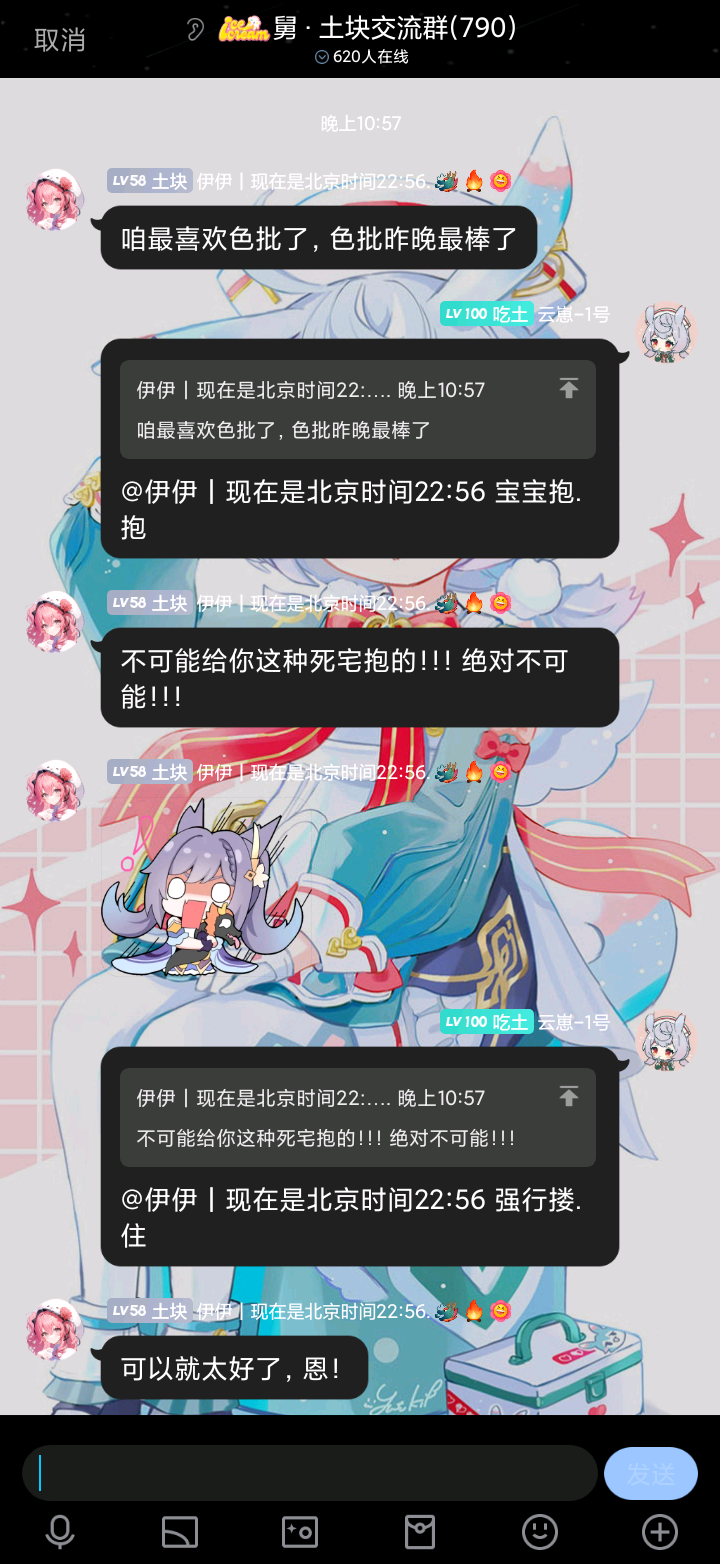 取消
ice cream 舅 · 土块交流群(790)
620人在线
晚上10:57
LV58 土块 伊伊丨现在是北京时间22:56.
咱最喜欢色批了, 色批昨晚最棒了
LV100 吃土 云崽-1号
伊伊丨现在是北京时间22:.... 晚上10:57
咱最喜欢色批了, 色批昨晚最棒了
@伊伊丨现在是北京时间22:56 宝宝抱.
抱
LV58 土块 伊伊丨现在是北京时间22:56.
不可能给你这种死宅抱的!!! 绝对不可
能!!!
LV58 土块 伊伊丨现在是北京时间22:56.
LV100 吃土 云崽-1号
伊伊丨现在是北京时间22:.... 晚上10:57
不可能给你这种死宅抱的!!! 绝对不可能!!!
@伊伊丨现在是北京时间22:56 强行搂.
住
LV58 土块 伊伊丨现在是北京时间22:56.
可以就太好了, 恩!
发送